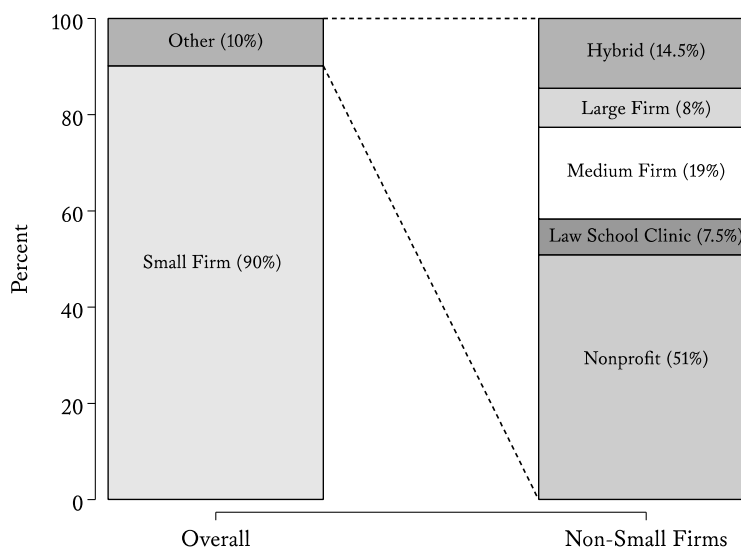 Percent
100
80
60
40
20
0
Other (10%)
Small Firm (90%)
Hybrid (14.5%)
Large Firm (8%)
Medium Firm (19%)
Law School Clinic (7.5%)
Nonprofit (51%)
Overall
Non-Small Firms